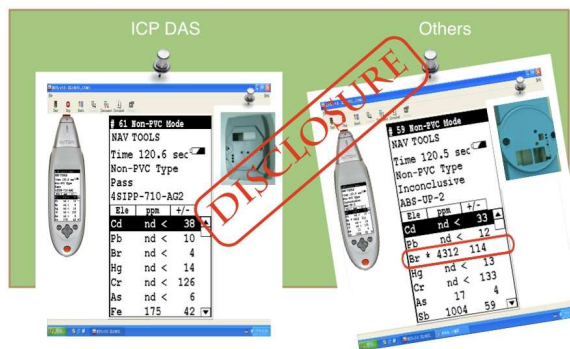 ICP DAS
Others
DISCLOSURE
# 61 Non-PVC Mode
NAV TOOLS
Time 120.6 sec
Non-PVC Type
Pass
4SIPP-710-AG2
Ele ppm +/-
Cd nd < 38
Pb nd < 10
Br nd < 4
Hg nd < 14
Cr nd < 126
As nd < 6
Fe 175 42
# 59 Non-PVC Mode
NAV TOOLS
Time 120.5 sec
Non-PVC Type
Inconclusive
ABS-UP-2
Ele ppm +/-
Cd nd < 33
Pb nd < 12
Br * 4312 114
Hg nd < 13
Cr nd < 133
As 17 4
Sb 1004 59